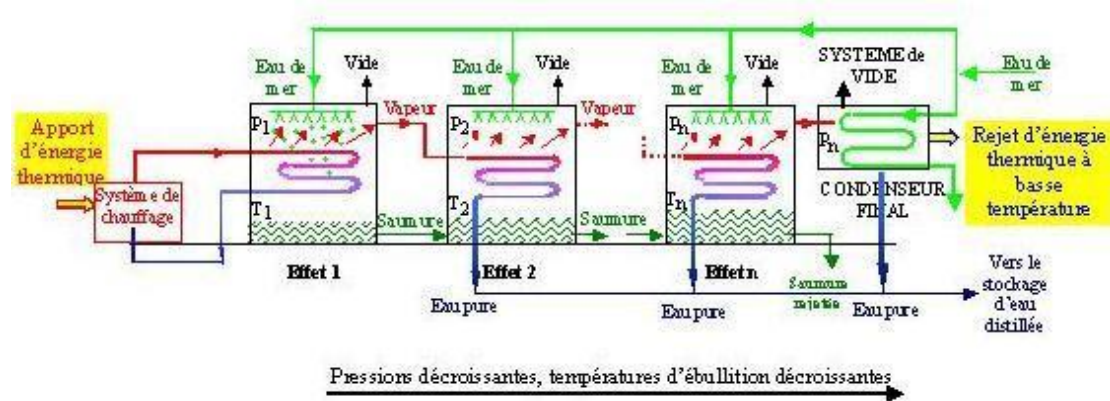 SYSTEME de
VIDE
Eau de
mer
Vide
Eau de
mer
Vide
Eau de
mer
Vide
Eau de
mer
Apport
d'énergie
thermique
P1
Vapeur
P2
Vapeur
Pn
Pn
Rejet d'énergie
thermique à
basse
température
Système de
chauffage
T1
T2
Tn
CONDENSEUR
FINAL
Saumure
Saumure
Effet 1
Effet 2
Effet n
Saumure
rejetée
Eau pure
Eau pure
Eau pure
Vers le
stockage
d'eau
distillée
Pressions décroissantes, températures d'ébullition décroissantes